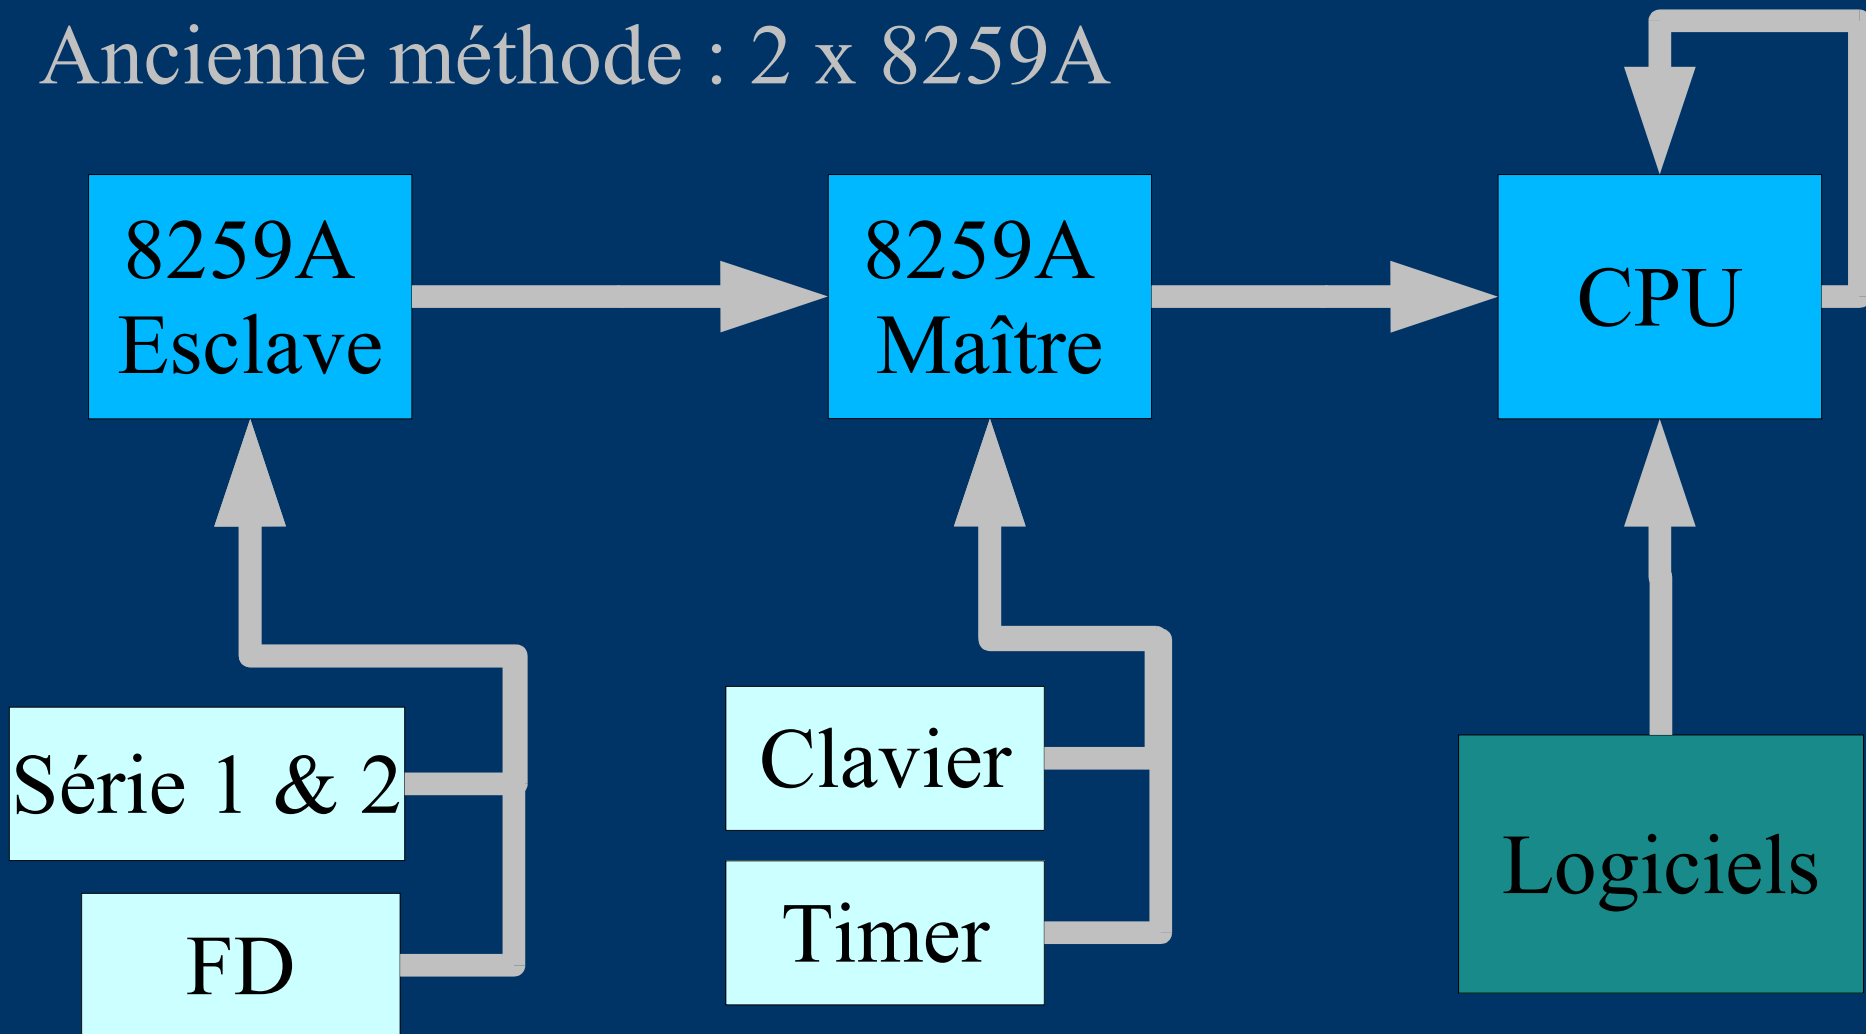 Ancienne méthode : 2 x 8259A
8259A
Esclave
8259A
Maître
CPU
Série 1 & 2
FD
Clavier
Timer
Logiciels